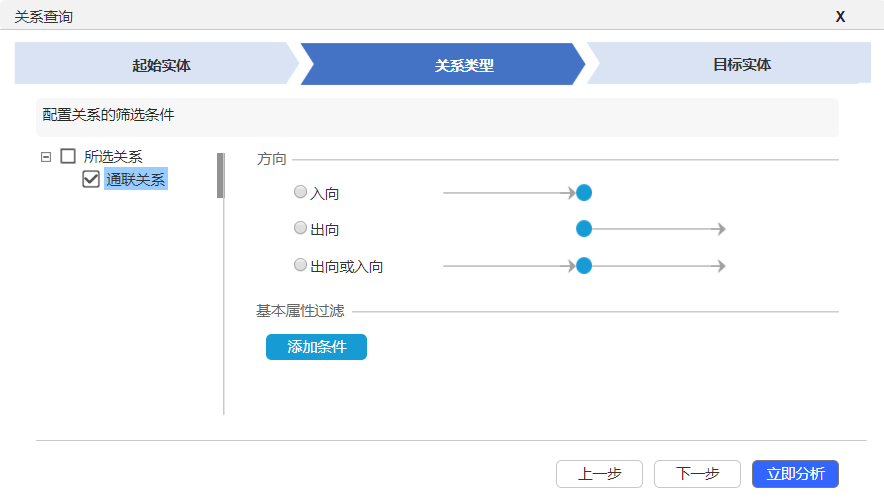 关系查询 X
起始实体 关系类型 目标实体
配置关系的筛选条件
所选关系
通联关系
方向
入向
出向
出向或入向
基本属性过滤
添加条件
上一步 下一步 立即分析